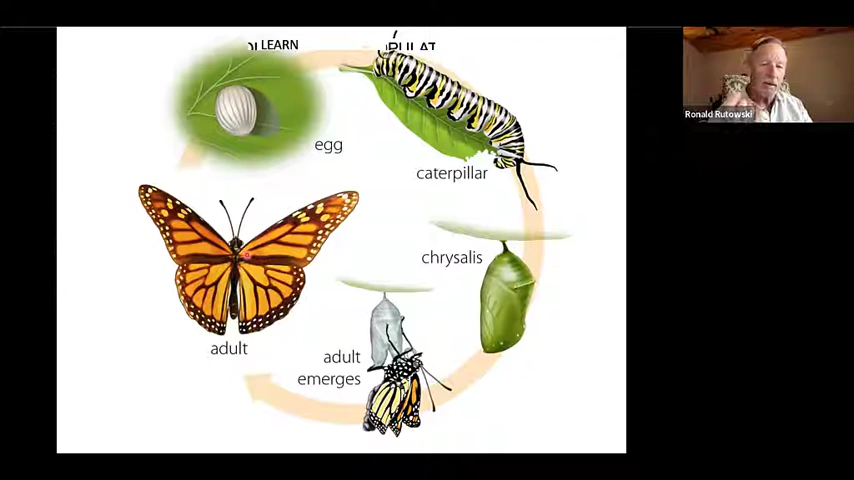 LEARN
egg
caterpillar
chrysalis
adult
adult
emerges
Ronald Rutowski